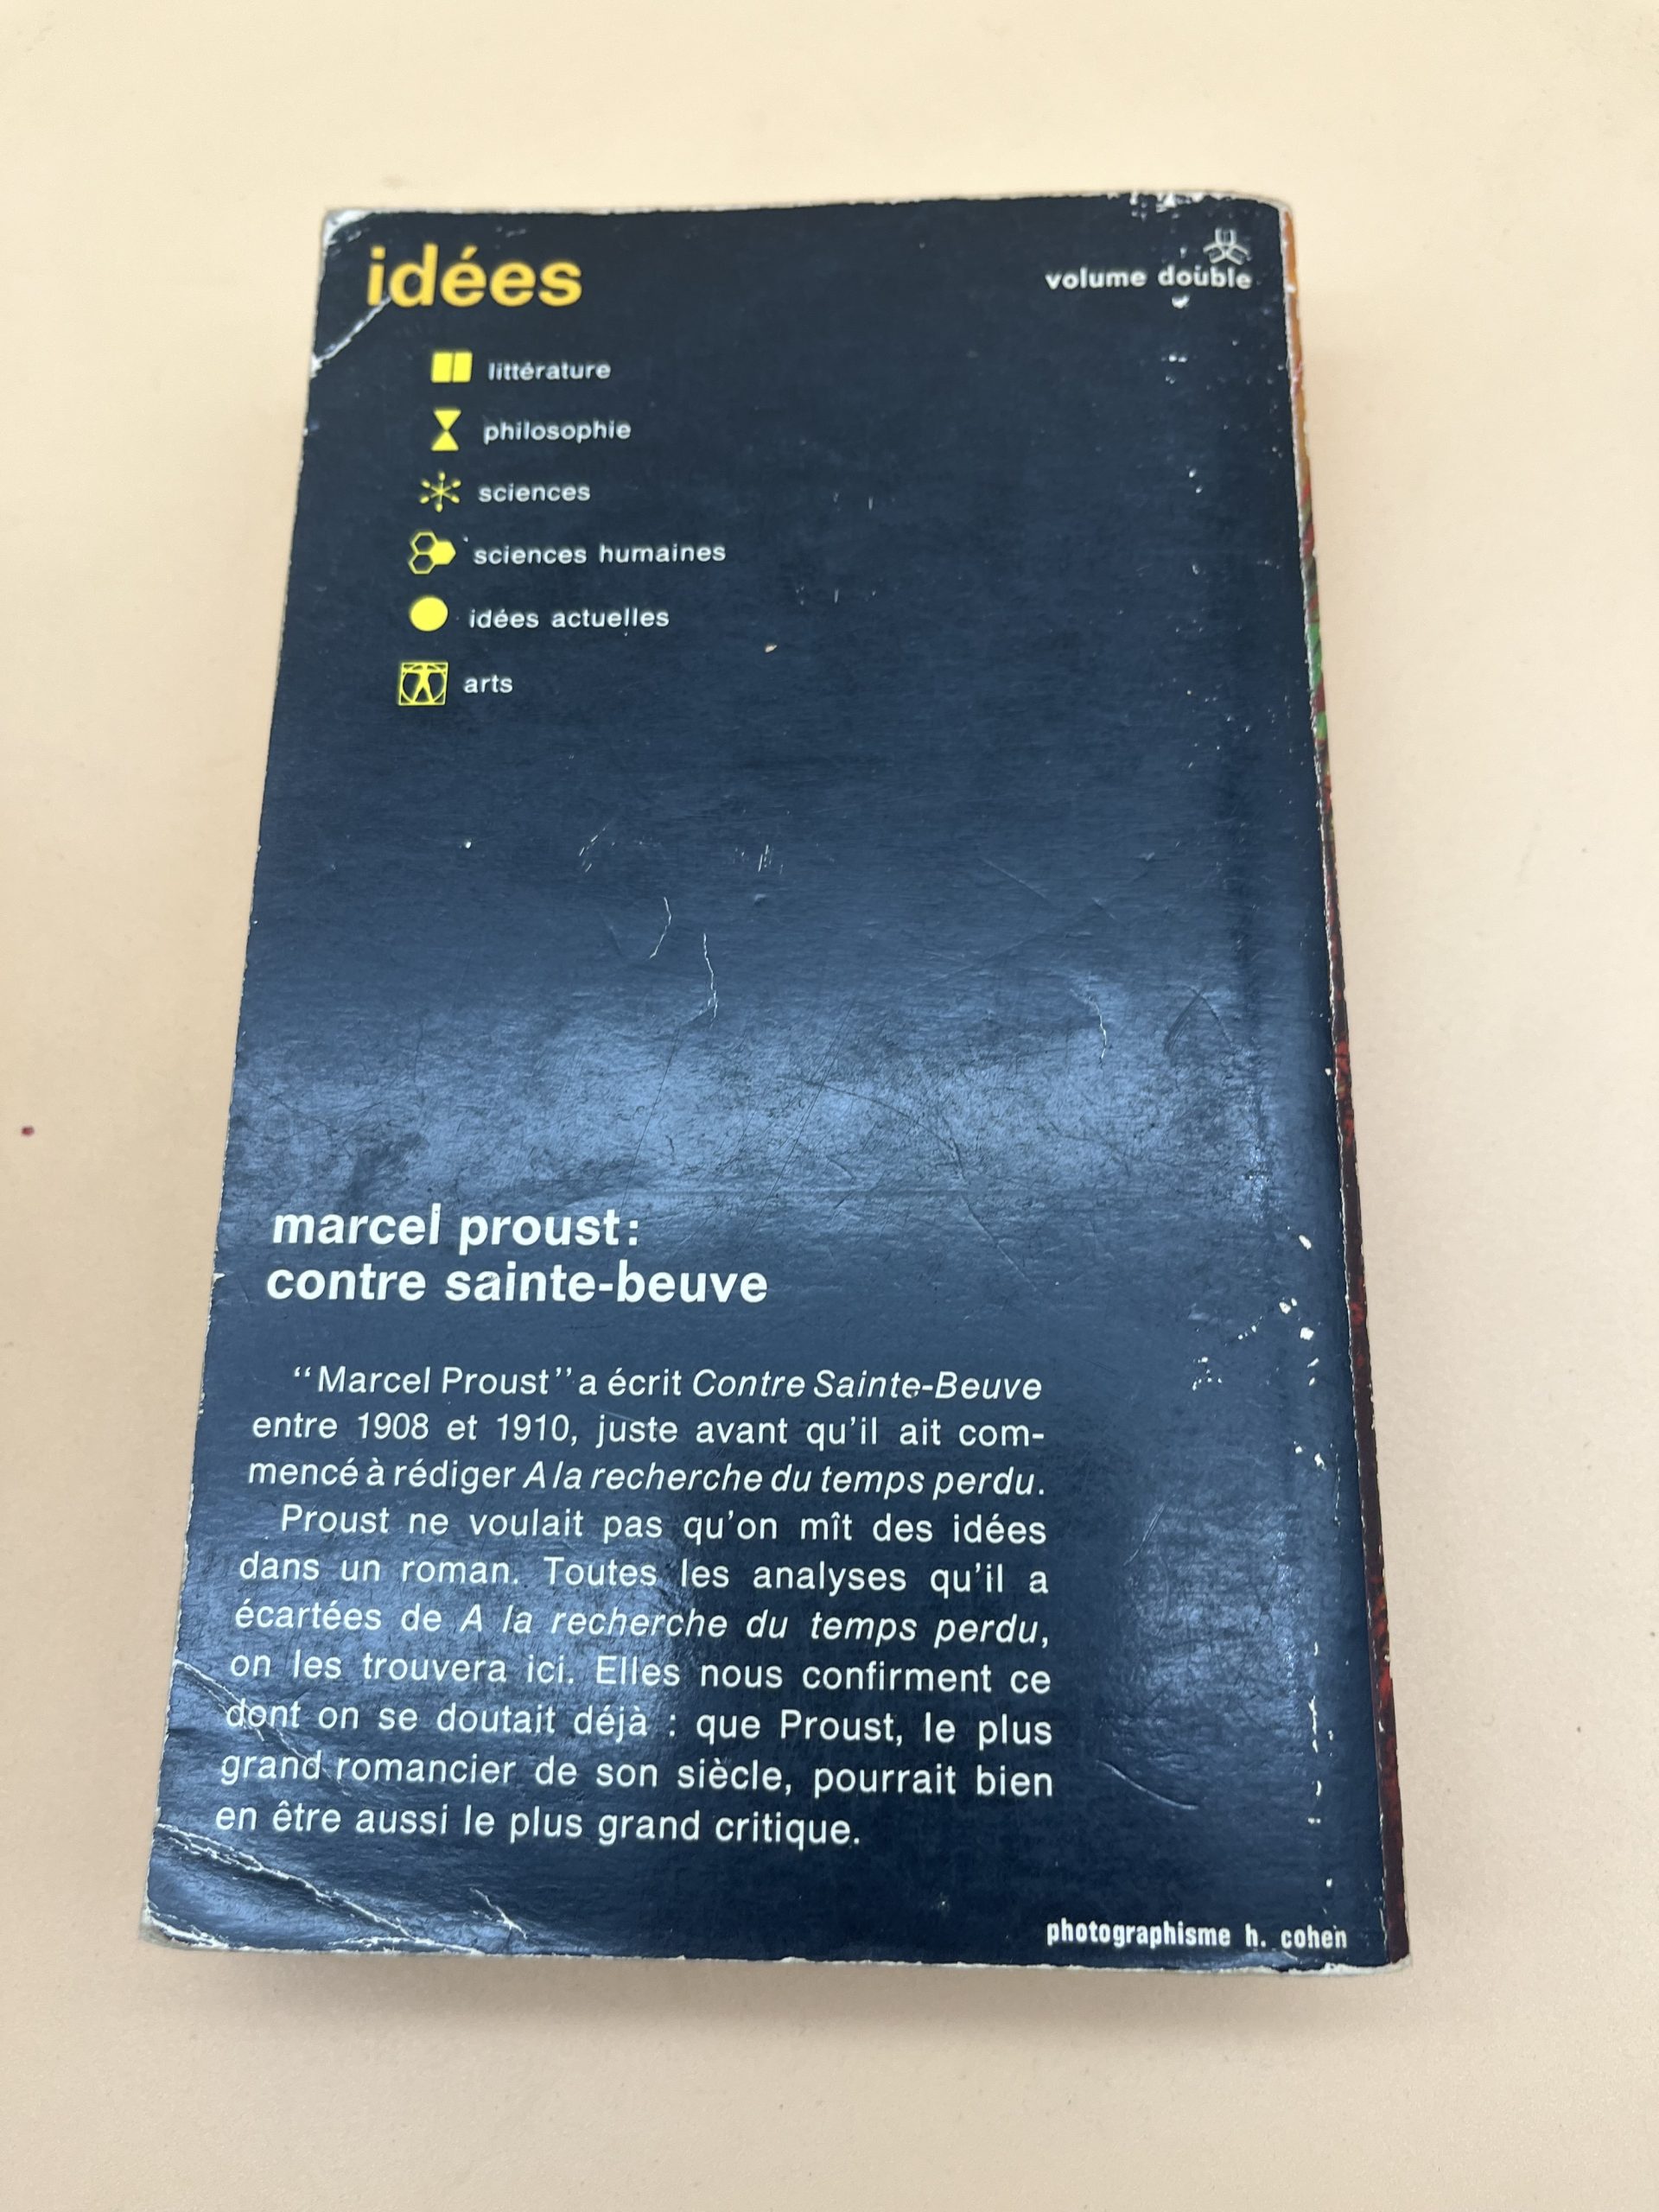 idées
volume double
littérature
philosophie
sciences
sciences humaines
idées actuelles
arts
marcel proust:
contre sainte-beuve
“Marcel Proust” a écrit Contre Sainte-Beuve
entre 1908 et 1910, juste avant qu’il ait com-
mencé à rédiger A la recherche du temps perdu.
Proust ne voulait pas qu’on mît des idées
dans un roman. Toutes les analyses qu’il a
écartées de A la recherche du temps perdu,
on les trouvera ici. Elles nous confirment ce
dont on se doutait déjà : que Proust, le plus
grand romancier de son siècle, pourrait bien
en être aussi le plus grand critique.
photographisme h. cohen